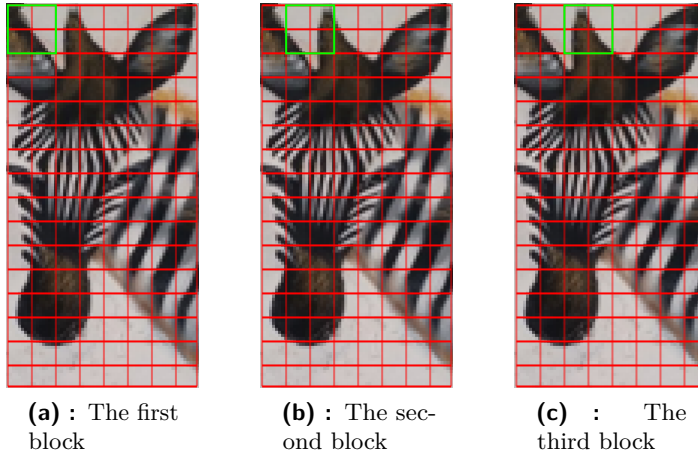 (a) : The first
block
(b) : The sec-
ond block
(c) : The
third block